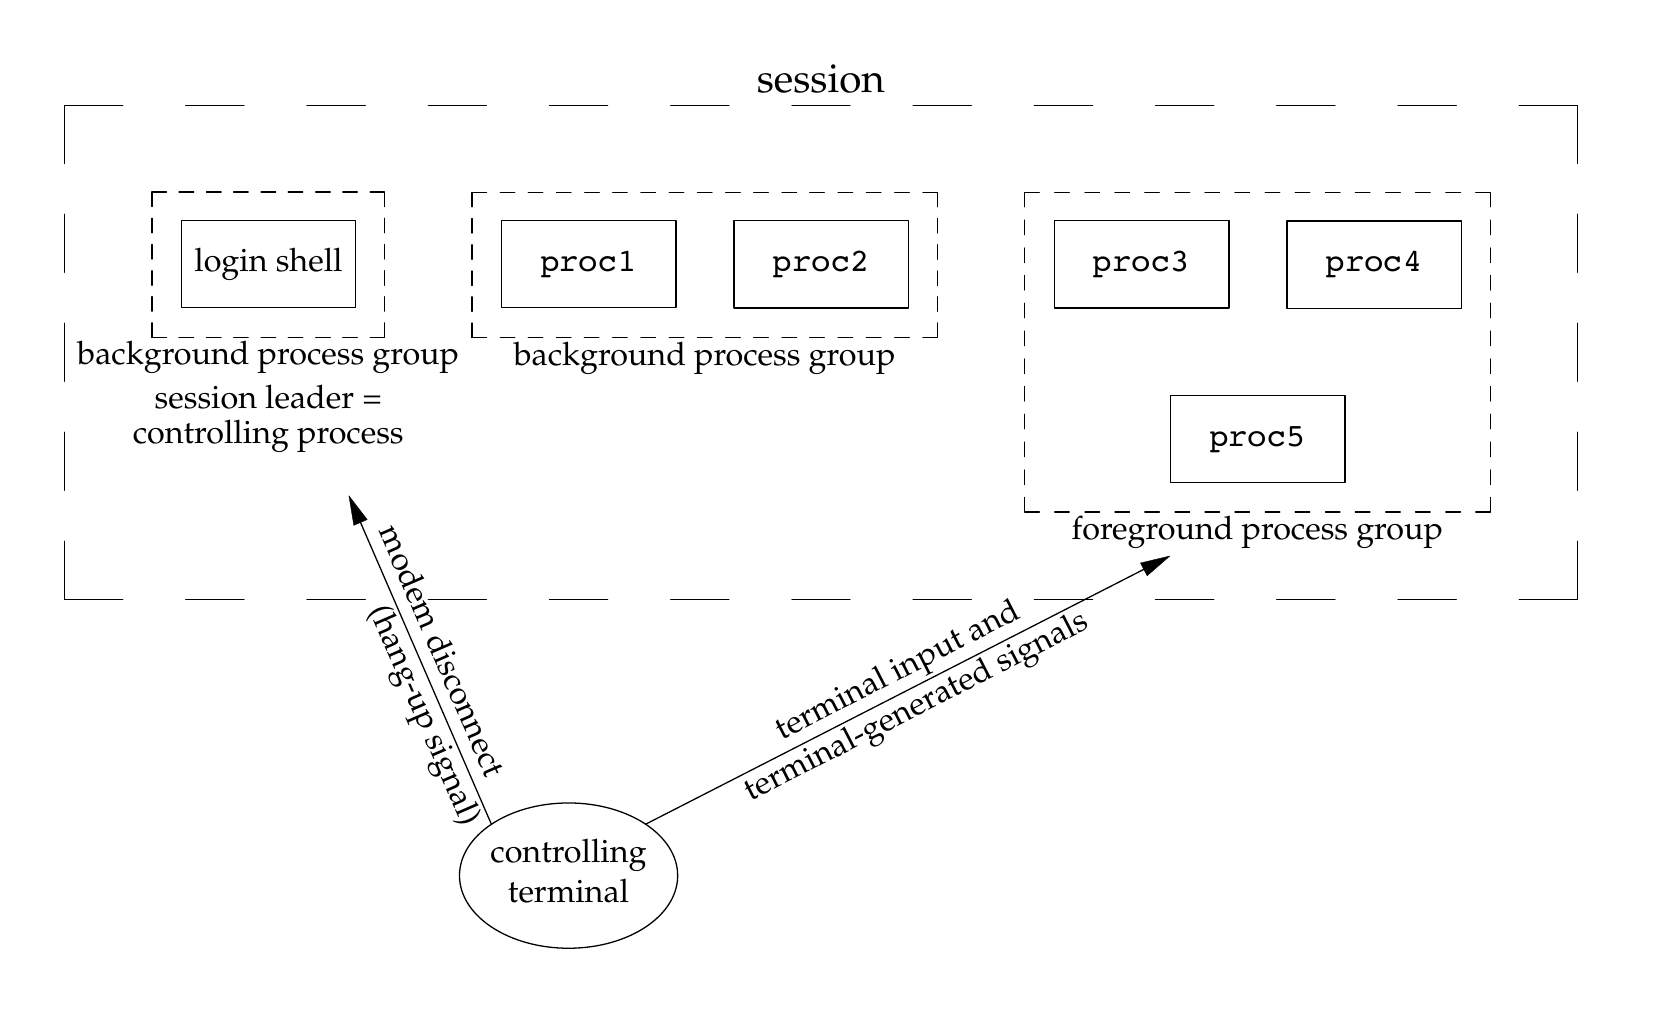 session
login shell
proc1
proc2
proc3
proc4
background process group
background process group
session leader =
controlling process
proc5
foreground process group
modem disconnect
(hang-up signal)
terminal input and
terminal-generated signals
controlling
terminal